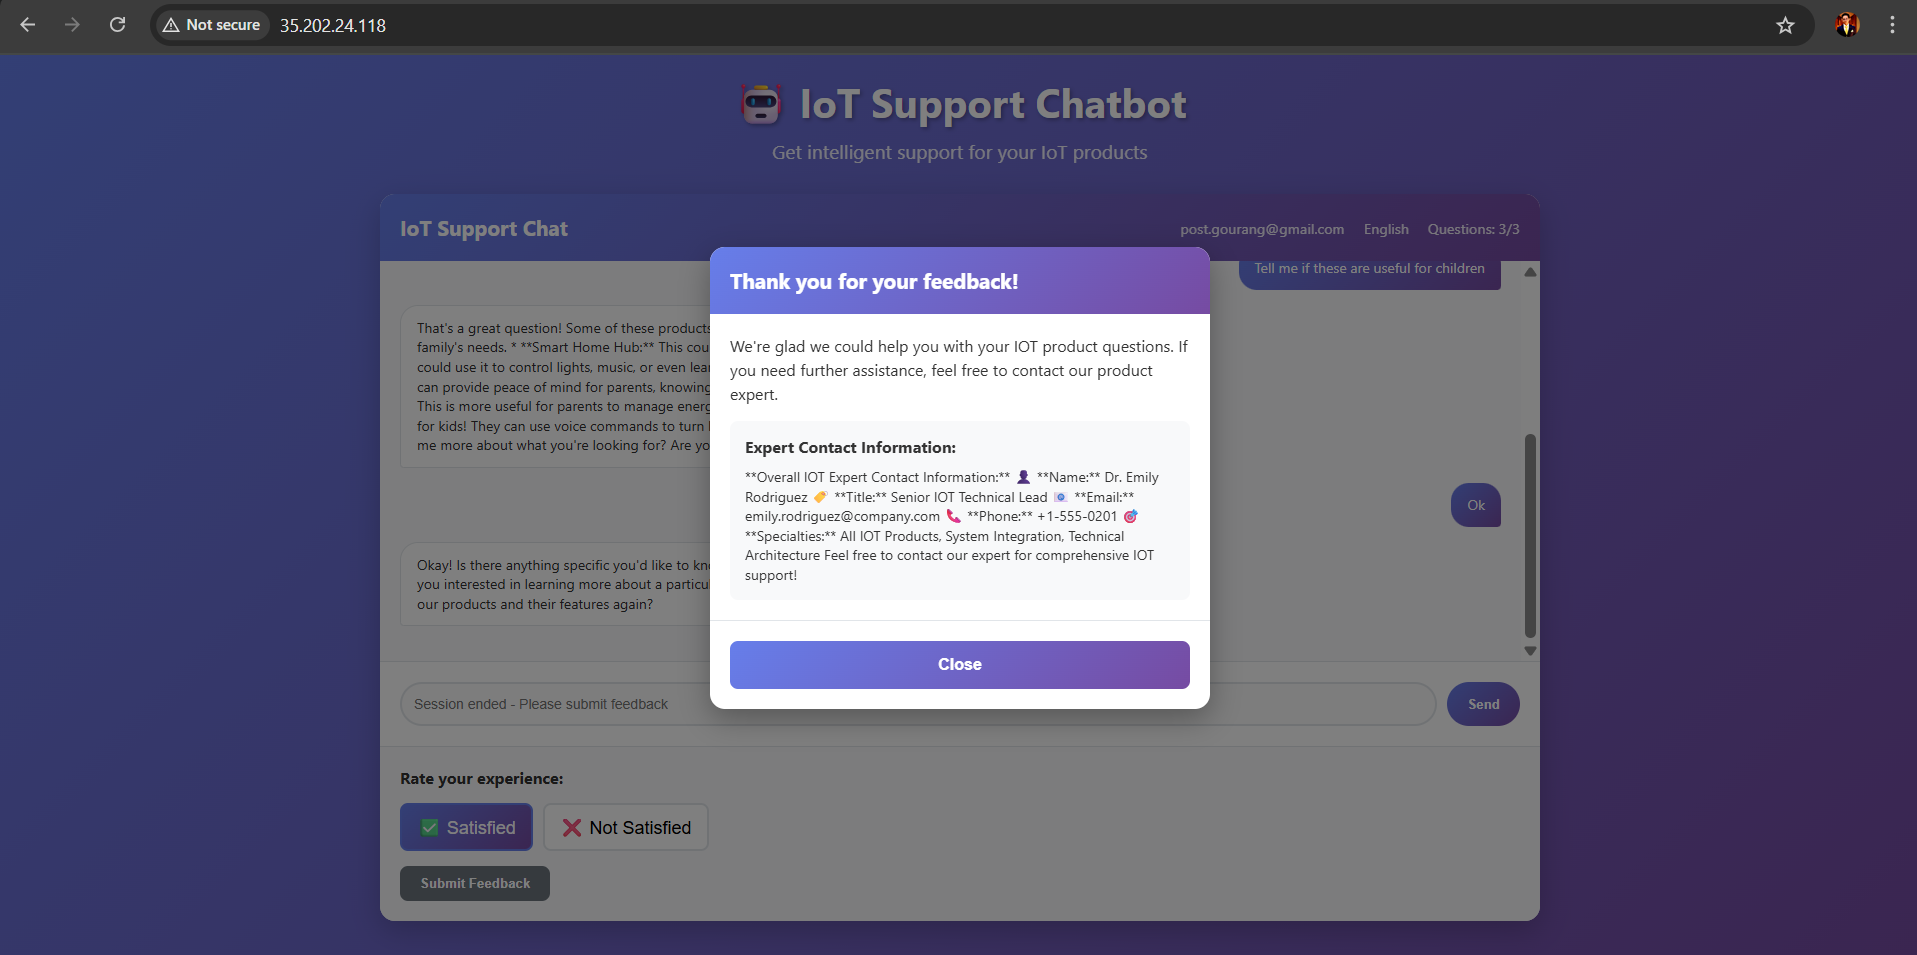 Not secure
35.202.24.118
IoT Support Chatbot
Get intelligent support for your IoT products
IoT Support Chat
post.gourang@gmail.com English Questions: 3/3
Tell me if these are useful for children
That's a great question! Some of these products
family's needs. * **Smart Home Hub:** This cou
could use it to control lights, music, or even lear
can provide peace of mind for parents, knowing
This is more useful for parents to manage energ
for kids! They can use voice commands to turn
me more about what you're looking for? Are yo
Ok
Okay! Is there anything specific you'd like to kn
you interested in learning more about a particu
our products and their features again?
Thank you for your feedback!
We're glad we could help you with your IOT product questions. If
you need further assistance, feel free to contact our product
expert.
Expert Contact Information:
**Overall IOT Expert Contact Information:** 👤 **Name:** Dr. Emily
Rodriguez 🏷️ **Title:** Senior IOT Technical Lead 📧 **Email:**
emily.rodriguez@company.com 📞 **Phone:** +1-555-0201 🎯
**Specialties:** All IOT Products, System Integration, Technical
Architecture Feel free to contact our expert for comprehensive IOT
support!
Close
Session ended - Please submit feedback
Send
Rate your experience:
✅ Satisfied
❌ Not Satisfied
Submit Feedback